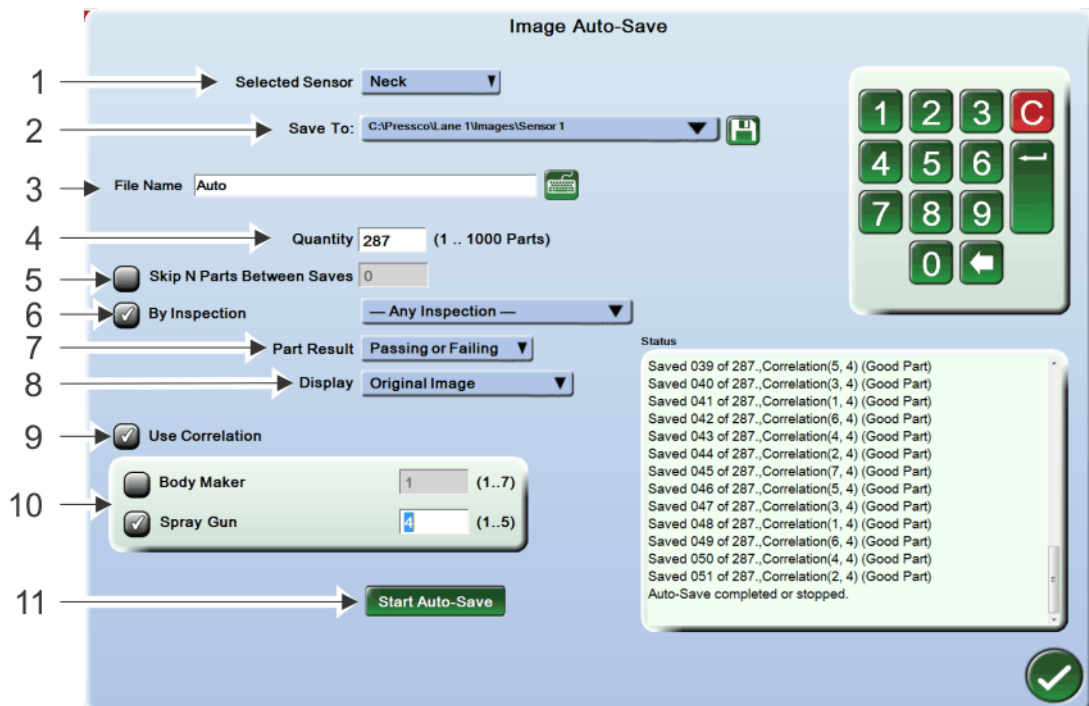 Image Auto-Save
1
Selected Sensor Neck
2
Save To: C:\Pressco\Lane 1\Images\Sensor 1
3
File Name Auto
4
Quantity 287 (1 .. 1000 Parts)
5
Skip N Parts Between Saves 0
6
By Inspection — Any Inspection —
7
Part Result Passing or Failing
8
Display Original Image
9
Use Correlation
10
Body Maker 1 (1..7)
Spray Gun 4 (1..5)
11
Start Auto-Save
1 2 3 C
4 5 6
7 8 9
0
Status
Saved 039 of 287.,Correlation(5, 4) (Good Part)
Saved 040 of 287.,Correlation(3, 4) (Good Part)
Saved 041 of 287.,Correlation(1, 4) (Good Part)
Saved 042 of 287.,Correlation(6, 4) (Good Part)
Saved 043 of 287.,Correlation(4, 4) (Good Part)
Saved 044 of 287.,Correlation(2, 4) (Good Part)
Saved 045 of 287.,Correlation(7, 4) (Good Part)
Saved 046 of 287.,Correlation(5, 4) (Good Part)
Saved 047 of 287.,Correlation(3, 4) (Good Part)
Saved 048 of 287.,Correlation(1, 4) (Good Part)
Saved 049 of 287.,Correlation(6, 4) (Good Part)
Saved 050 of 287.,Correlation(4, 4) (Good Part)
Saved 051 of 287.,Correlation(2, 4) (Good Part)
Auto-Save completed or stopped.